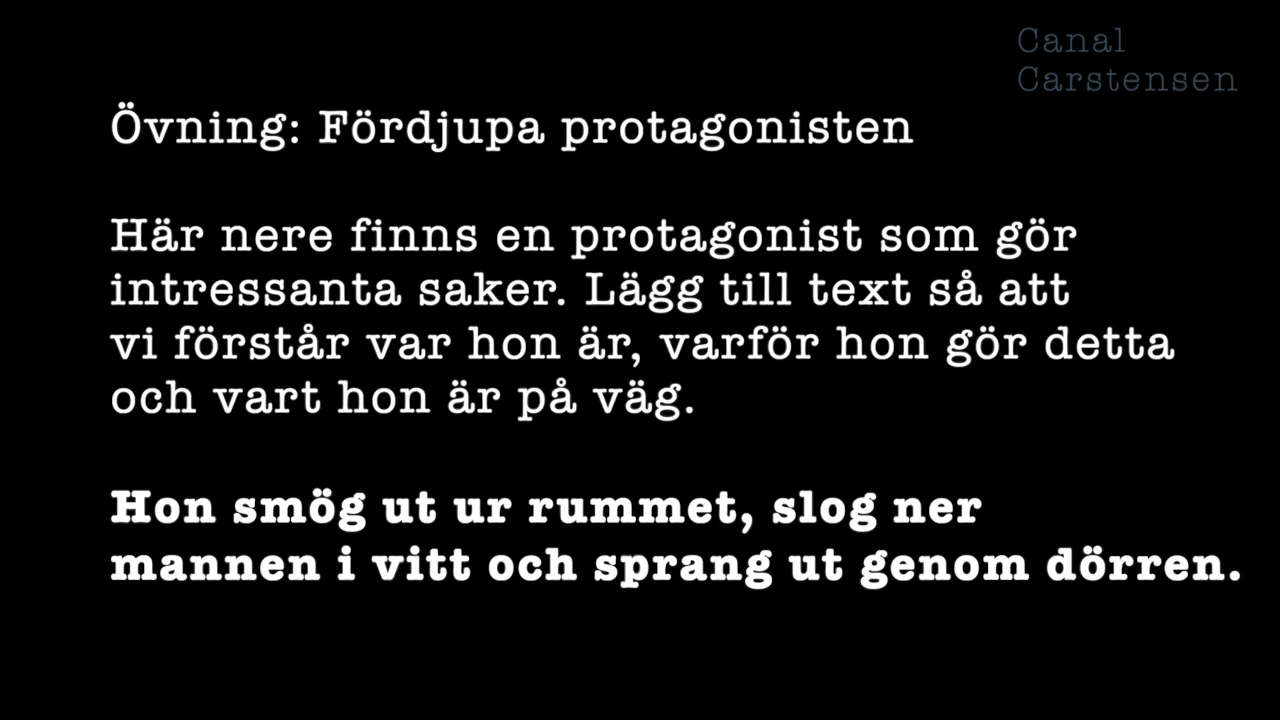 Canal
Carstensen
Övning: Fördjupa protagonisten
Här nere finns en protagonist som gör
intressanta saker. Lägg till text så att
vi förstår var hon är, varför hon gör detta
och vart hon är på väg.
Hon smög ut ur rummet, slog ner
mannen i vitt och sprang ut genom dörren.